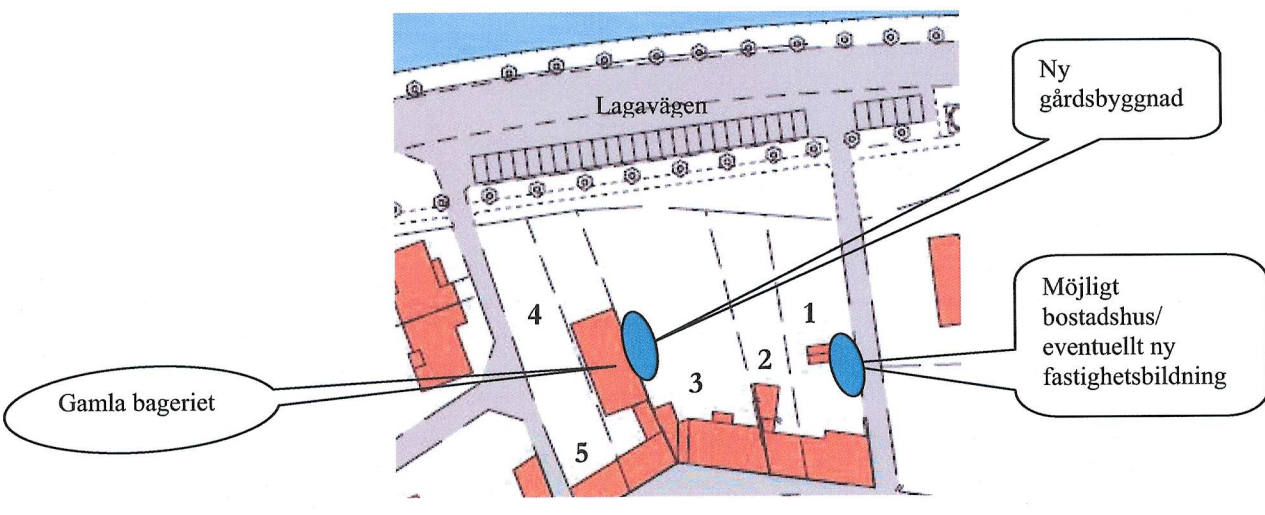 Ny
gårdsbyggnad
Lagavägen
Möjligt
bostadshus/
eventuellt ny
fastighetsbildning
4
1
2
3
Gamla bageriet
5